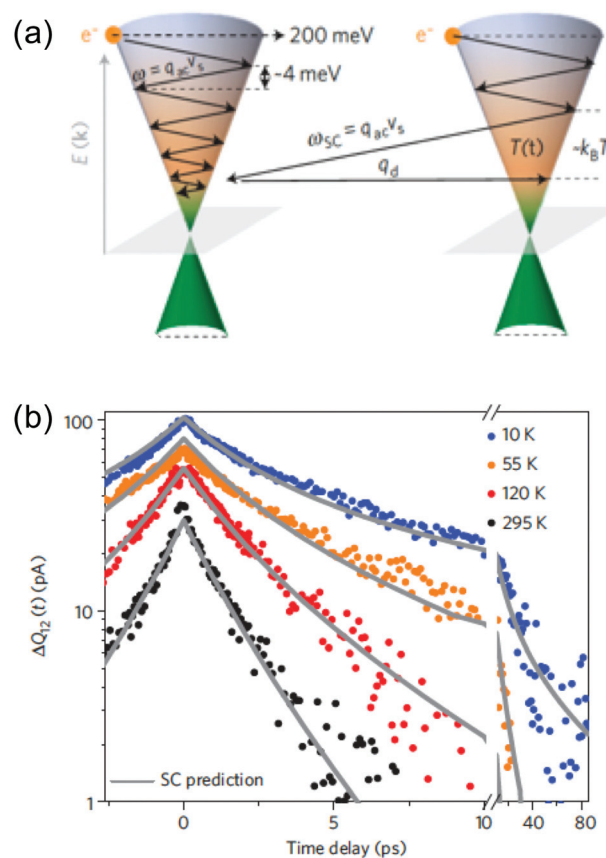 (a)
e⁻
200 meV
e⁻
ω = q_ac v_s
~4 meV
ω_SC = q_ac v_s
E (k)
T(t)
~k_B T
q_d
(b)
100
10
1
ΔQ₁₂(t) (pA)
10 K
55 K
120 K
295 K
SC prediction
0 5 10 40 80
Time delay (ps)